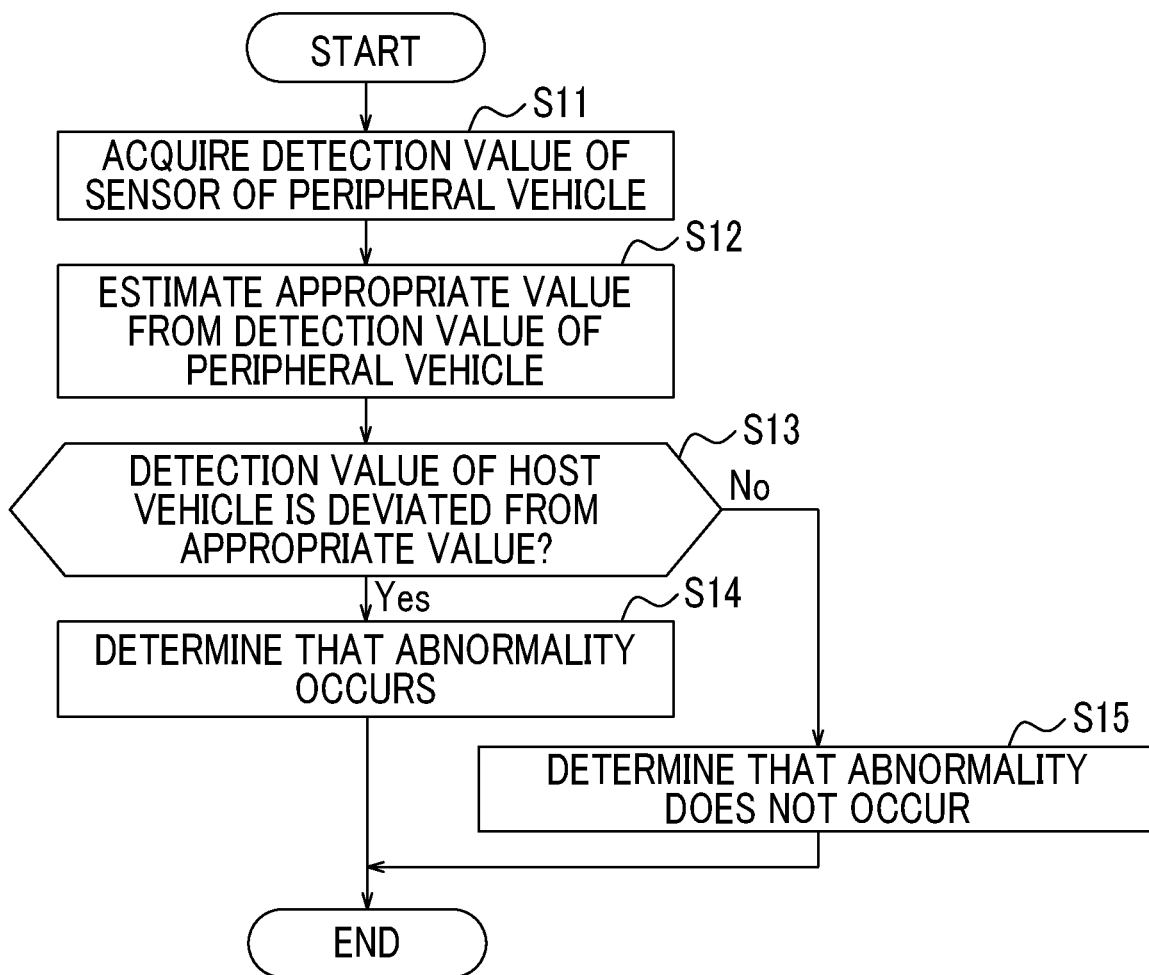 START
S11
ACQUIRE DETECTION VALUE OF
SENSOR OF PERIPHERAL VEHICLE
S12
ESTIMATE APPROPRIATE VALUE
FROM DETECTION VALUE OF
PERIPHERAL VEHICLE
S13
DETECTION VALUE OF HOST
VEHICLE IS DEVIATED FROM
APPROPRIATE VALUE?
No
Yes
S14
DETERMINE THAT ABNORMALITY
OCCURS
S15
DETERMINE THAT ABNORMALITY
DOES NOT OCCUR
END